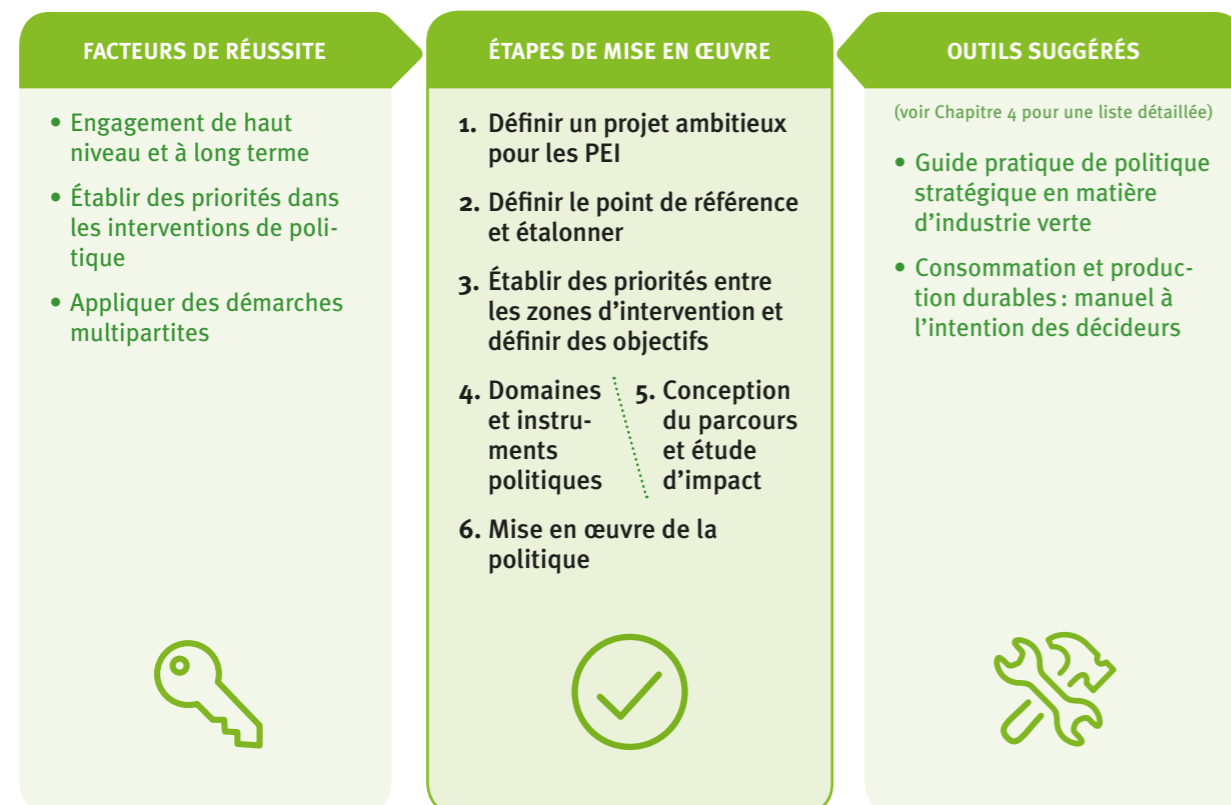 FACTEURS DE RÉUSSITE
• Engagement de haut
niveau et à long terme
• Établir des priorités dans
les interventions de poli-
tique
• Appliquer des démarches
multipartites
ÉTAPES DE MISE EN ŒUVRE
1. Définir un projet ambitieux
pour les PEI
2. Définir le point de référence
et étalonner
3. Établir des priorités entre
les zones d’intervention et
définir des objectifs
4. Domaines
et instru-
ments
politiques
5. Conception
du parcours
et étude
d’impact
6. Mise en œuvre de la
politique
OUTILS SUGGÉRÉS
(voir Chapitre 4 pour une liste détaillée)
• Guide pratique de politique
stratégique en matière
d’industrie verte
• Consommation et produc-
tion durables : manuel à
l’intention des décideurs